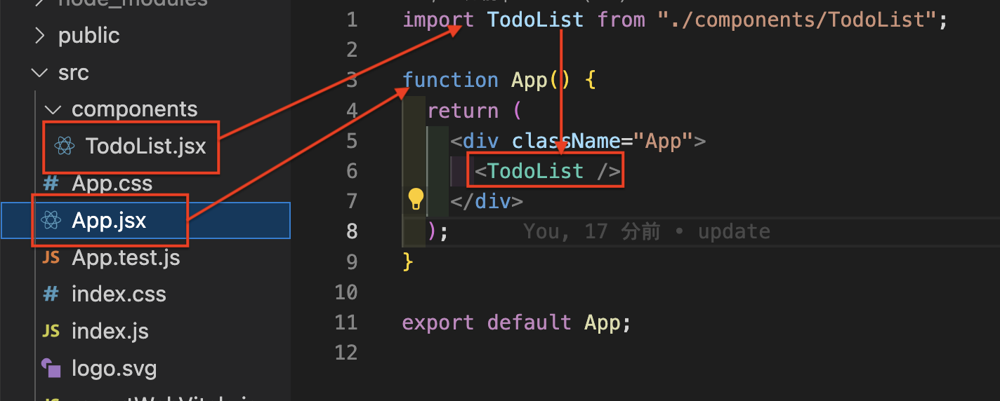 node_modules
public
src
components
TodoList.jsx
App.css
App.jsx
App.test.js
index.css
index.js
logo.svg
1 import TodoList from "./components/TodoList";
2
3 function App() {
4 return (
5 <div className="App">
6 <TodoList />
7 </div>
8 ); You, 17 分前 • update
9 }
10
11 export default App;
12